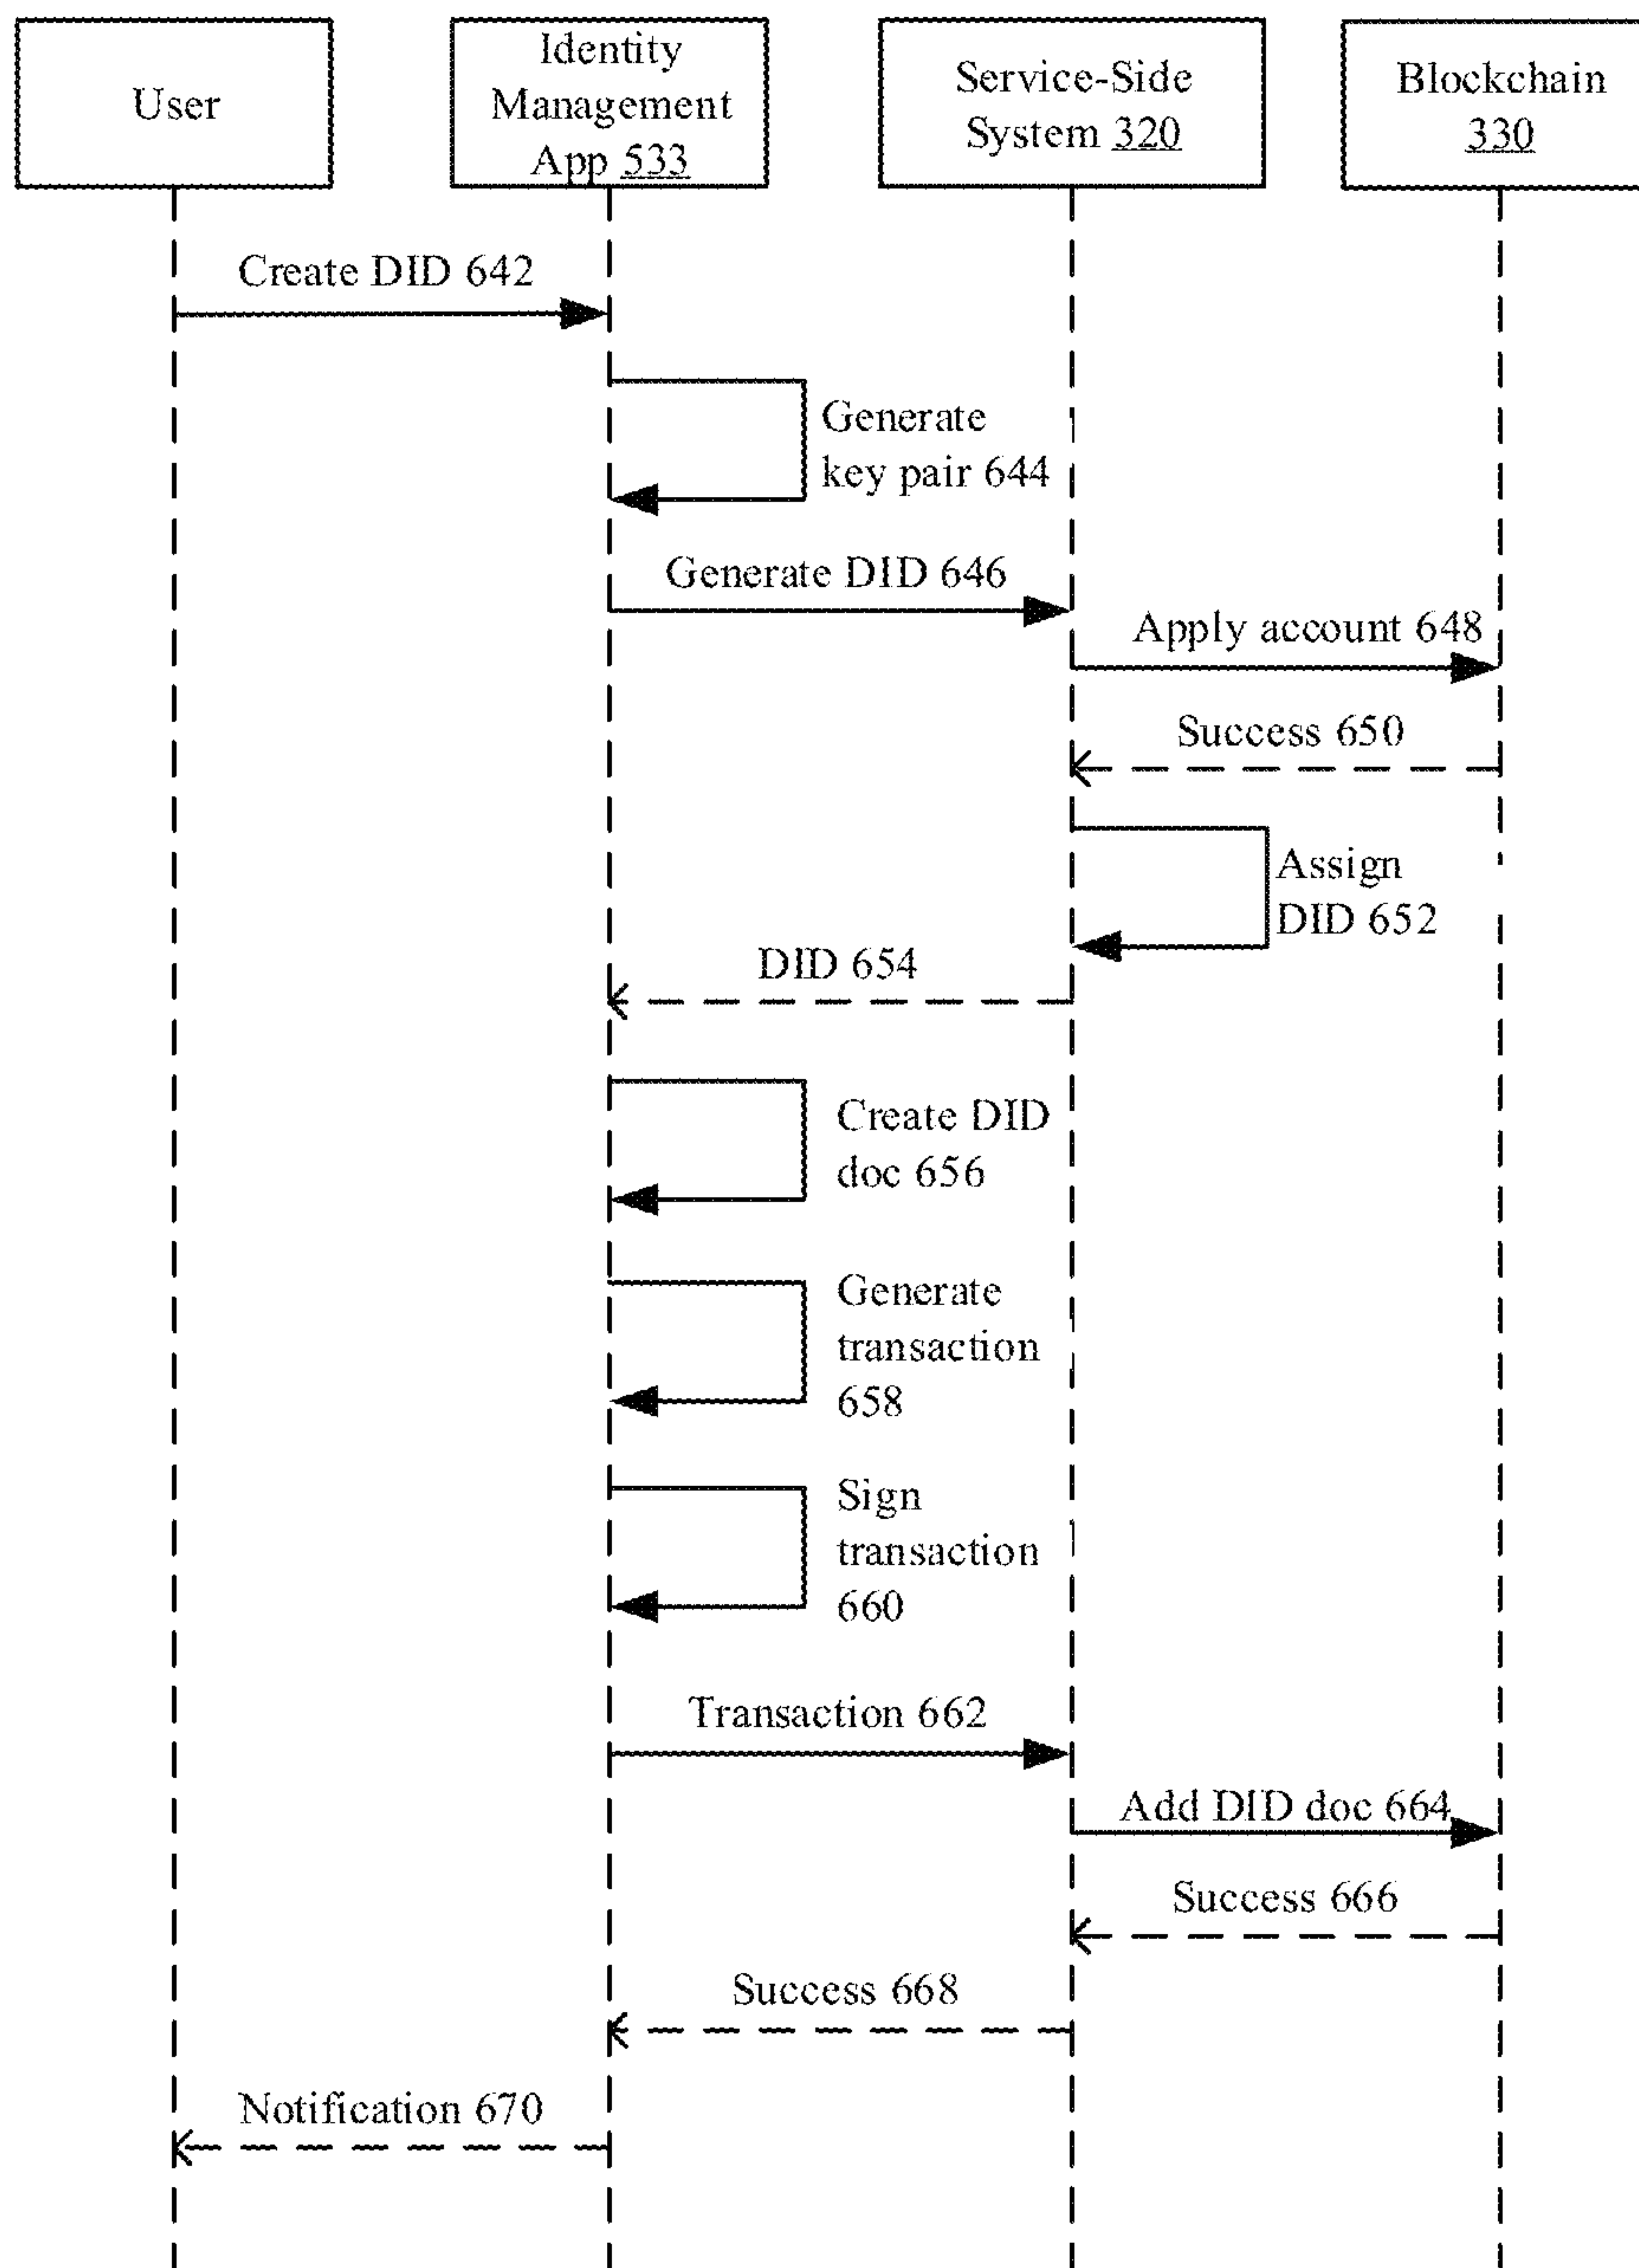 User
Identity
Management
App 533
Service-Side
System 320
Blockchain
330
Create DID 642
Generate
key pair 644
Generate DID 646
Apply account 648
Success 650
Assign
DID 652
DID 654
Create DID
doc 656
Generate
transaction
658
Sign
transaction
660
Transaction 662
Add DID doc 664
Success 666
Success 668
Notification 670